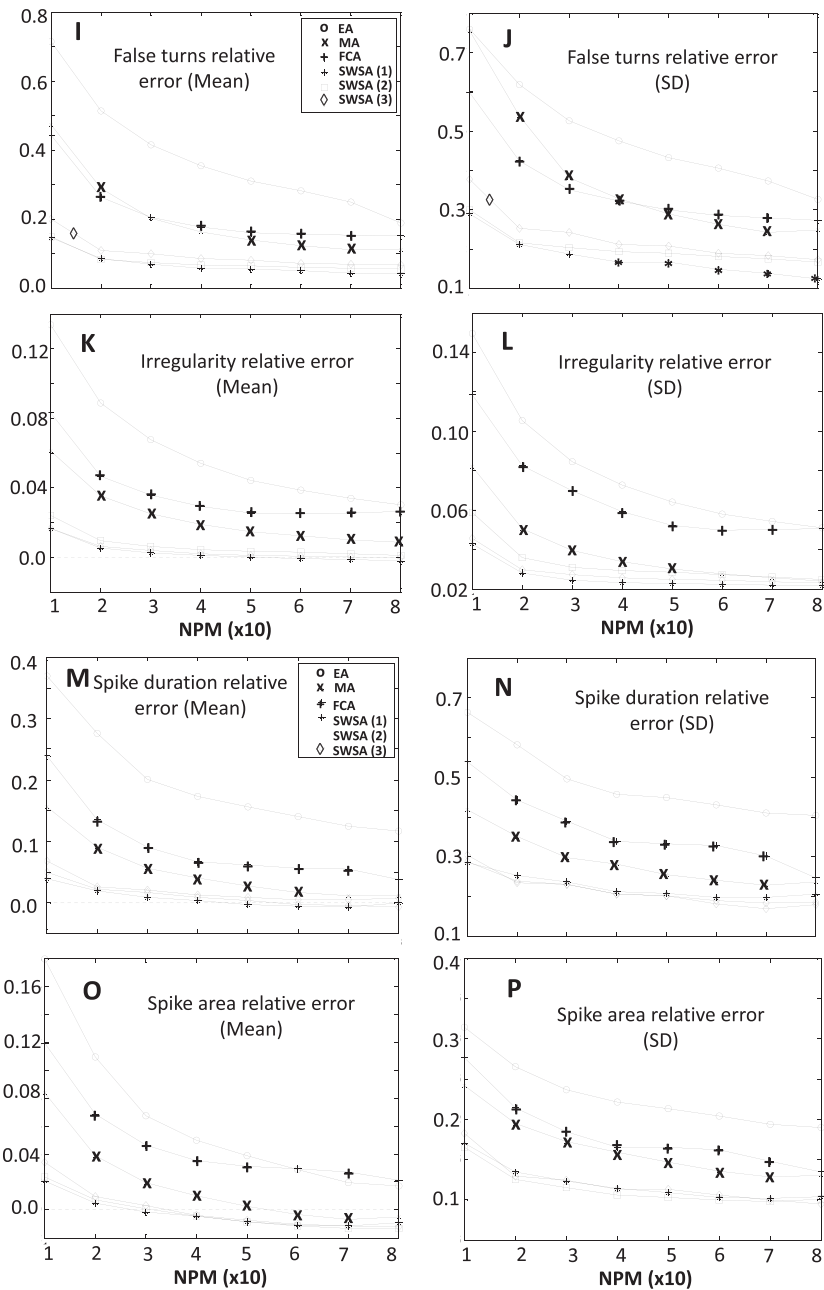 I
False turns relative
error (Mean)
EA
MA
FCA
SWSA (1)
SWSA (2)
SWSA (3)
0.8
0.4
0.2
0.0
J
False turns relative error
(SD)
0.7
0.5
0.3
0.1
K
Irregularity relative error
(Mean)
0.12
0.08
0.04
0.0
1 2 3 4 5 6 7 8
NPM (x10)
L
Irregularity relative error
(SD)
0.14
0.10
0.06
0.02
1 2 3 4 5 6 7 8
NPM (x10)
M
Spike duration relative
error (Mean)
EA
MA
FCA
SWSA (1)
SWSA (2)
SWSA (3)
0.4
0.3
0.2
0.1
0.0
N
Spike duration relative
error (SD)
0.7
0.5
0.3
0.1
O
Spike area relative error
(Mean)
0.16
0.12
0.08
0.04
0.0
1 2 3 4 5 6 7 8
NPM (x10)
P
Spike area relative error
(SD)
0.4
0.3
0.2
0.1
1 2 3 4 5 6 7 8
NPM (x10)